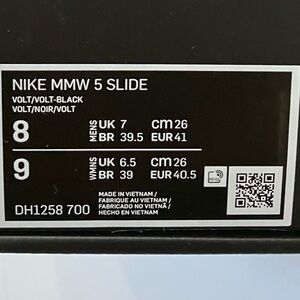 NIKE MMW 5 SLIDE
VOLT/VOLT-BLACK
VOLT/NOIR/VOLT
8 MENS UK 7 cm 26
BR 39.5 EUR 41
9 WMNS UK 6.5 cm 26
BR 39 EUR 40.5
MADE IN VIETNAM /
FABRIQUE AU VIETNAM /
FABRICADO NO VIETNÃ /
HECHO EN VIETNAM
DH1258 700